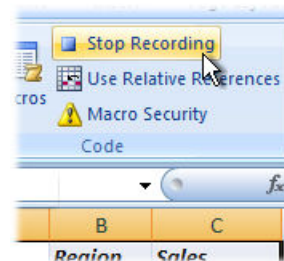 Stop Recording
Use Relative References
Macro Security
Code
B C
Region Sales